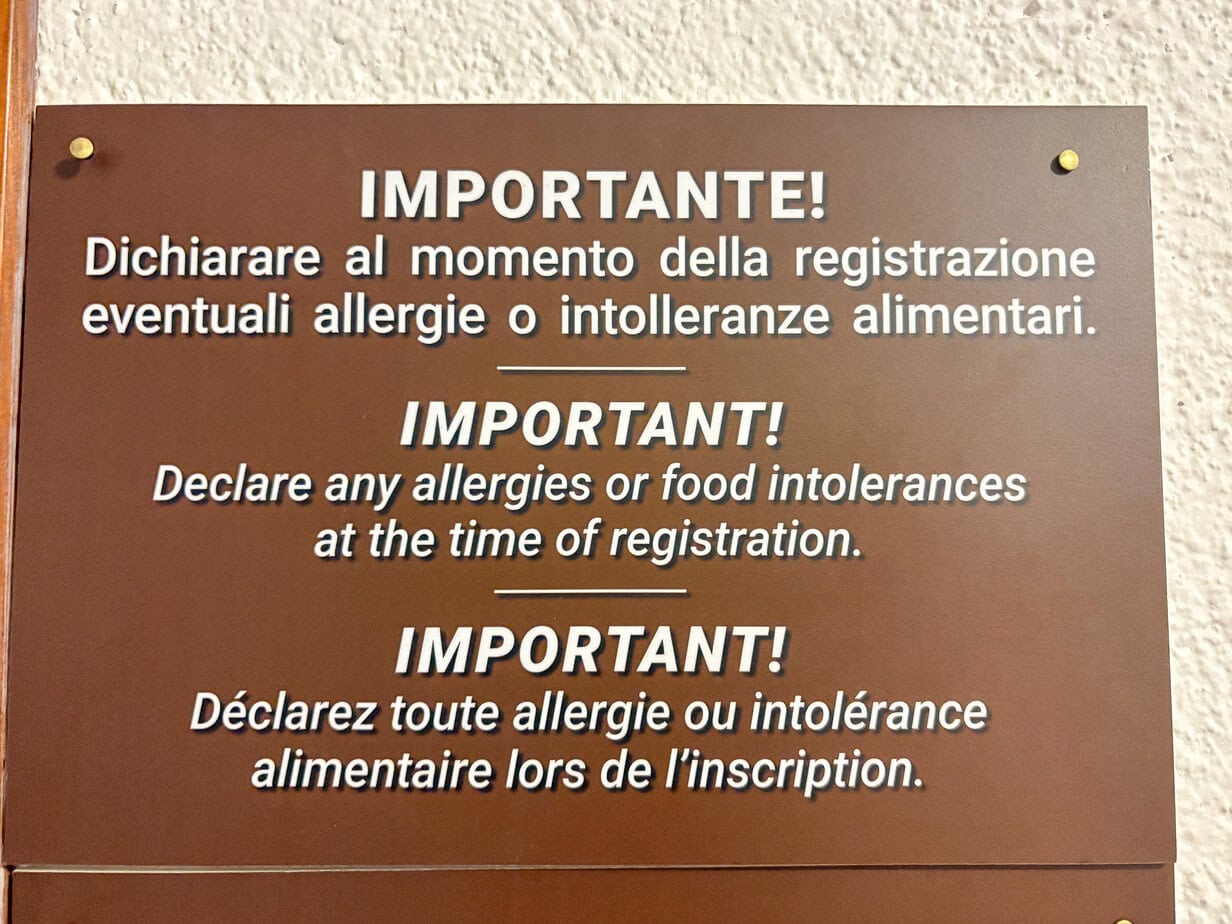 IMPORTANTE!
Dichiarare al momento della registrazione
eventuali allergie o intolleranze alimentari.
IMPORTANT!
Declare any allergies or food intolerances
at the time of registration.
IMPORTANT!
Déclarez toute allergie ou intolérance
alimentaire lors de l’inscription.